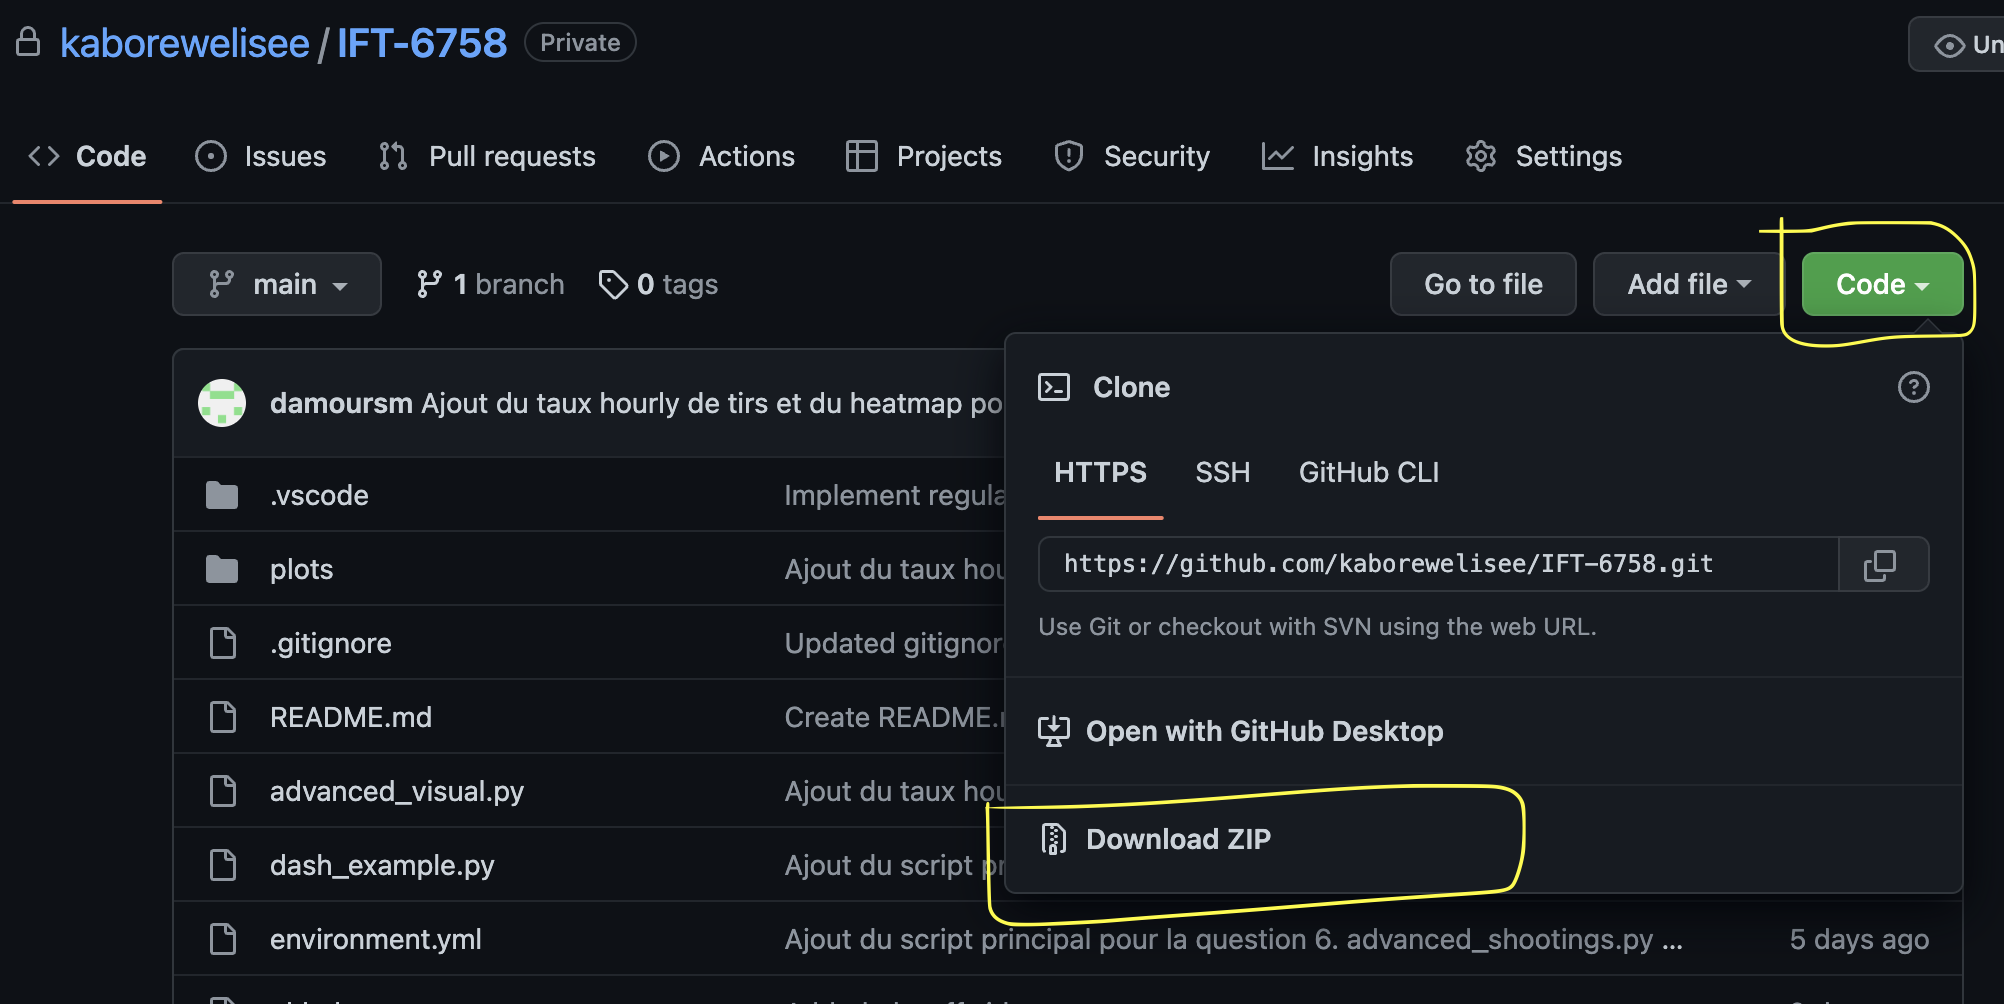 kaborewelisee / IFT-6758 Private
Un
Code Issues Pull requests Actions Projects Security Insights Settings
main 1 branch 0 tags Go to file Add file Code
damoursm Ajout du taux hourly de tirs et du heatmap po
Clone
HTTPS SSH GitHub CLI
.vscode Implement regula
https://github.com/kaborewelisee/IFT-6758.git
plots Ajout du taux hou
Use Git or checkout with SVN using the web URL.
.gitignore Updated gitignor
README.md Create README.
Open with GitHub Desktop
advanced_visual.py Ajout du taux hou
Download ZIP
dash_example.py Ajout du script pr
environment.yml Ajout du script principal pour la question 6. advanced_shootings.py ... 5 days ago